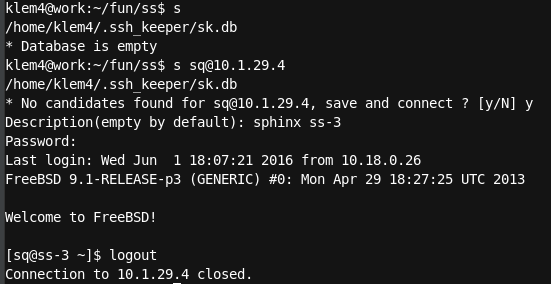 klem4@work:~/fun/ss$ s
/home/klem4/.ssh_keeper/sk.db
* Database is empty
klem4@work:~/fun/ss$ s sq@10.1.29.4
/home/klem4/.ssh_keeper/sk.db
* No candidates found for sq@10.1.29.4, save and connect ? [y/N] y
Description(empty by default): sphinx ss-3
Password:
Last login: Wed Jun  1 18:07:21 2016 from 10.18.0.26
FreeBSD 9.1-RELEASE-p3 (GENERIC) #0: Mon Apr 29 18:27:25 UTC 2013
Welcome to FreeBSD!
[sq@ss-3 ~]$ logout
Connection to 10.1.29.4 closed.